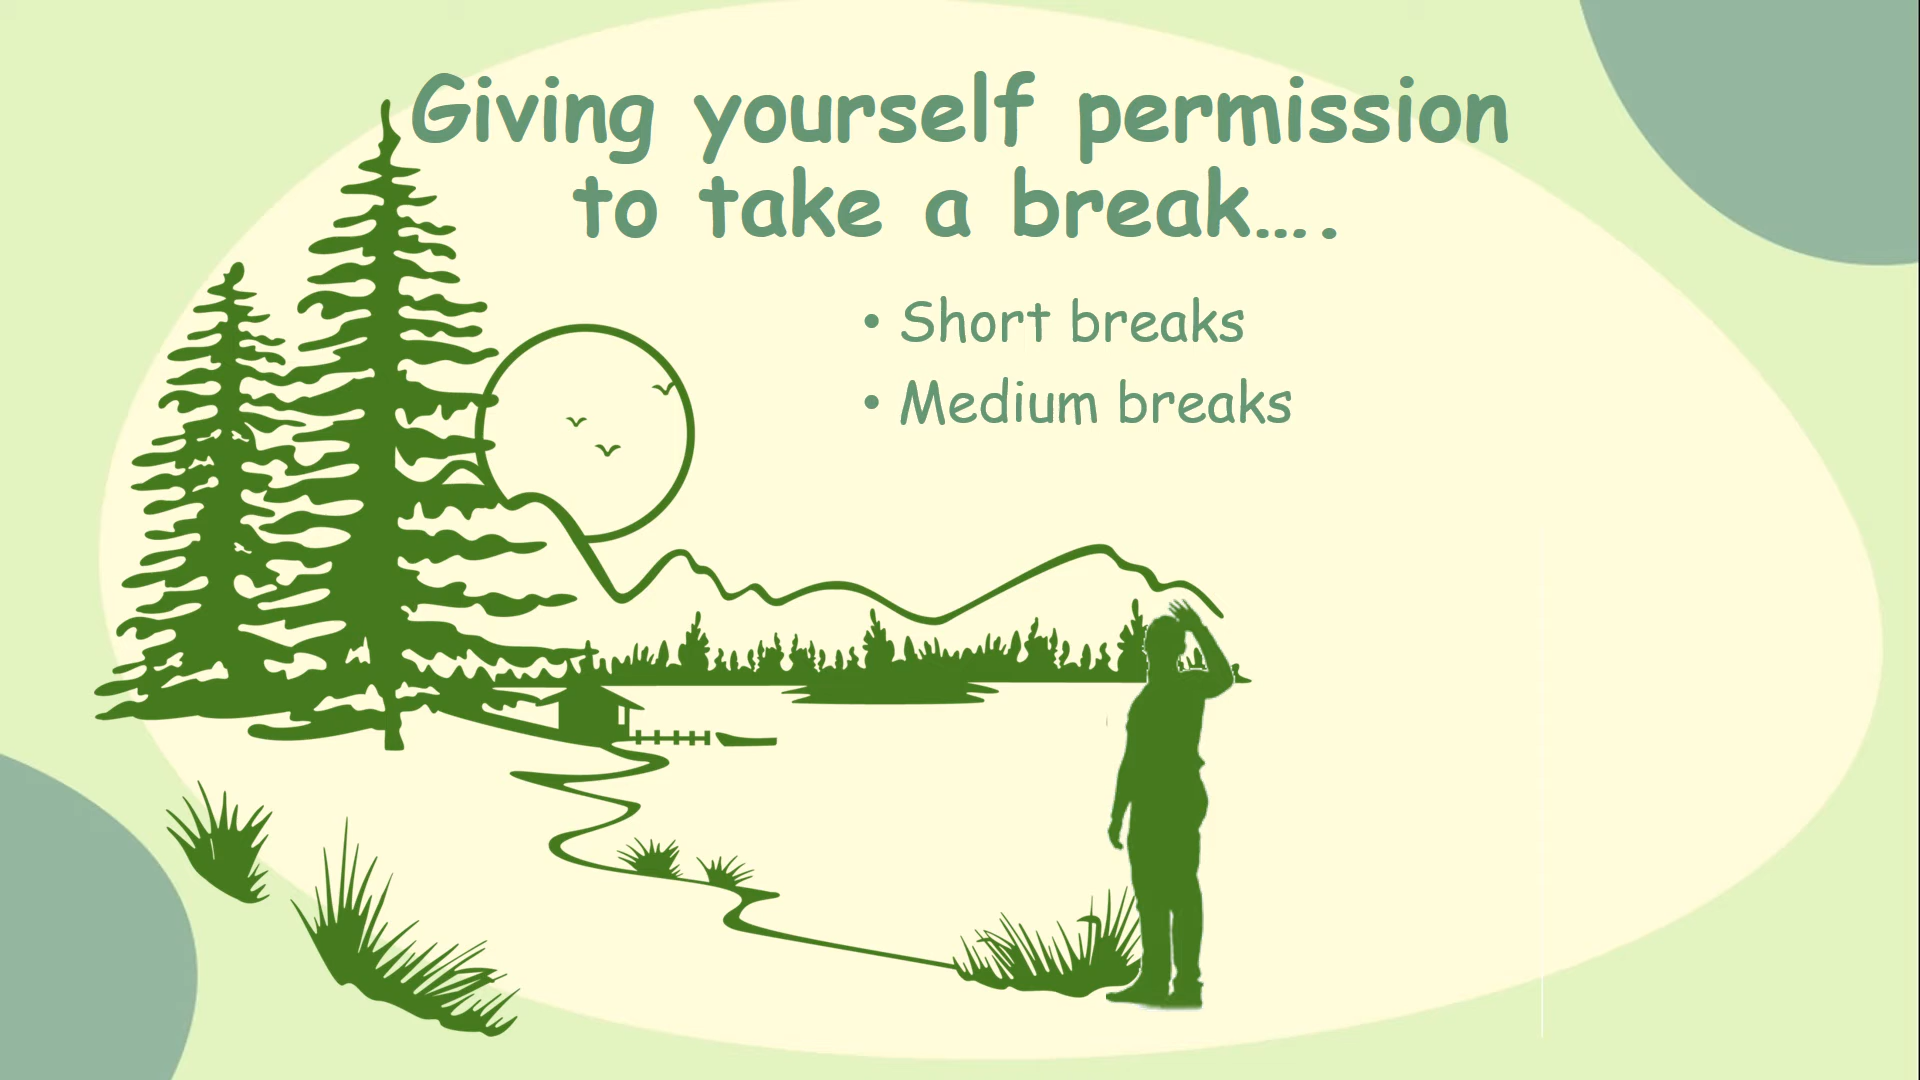 Giving yourself permission
to take a break….
• Short breaks
• Medium breaks